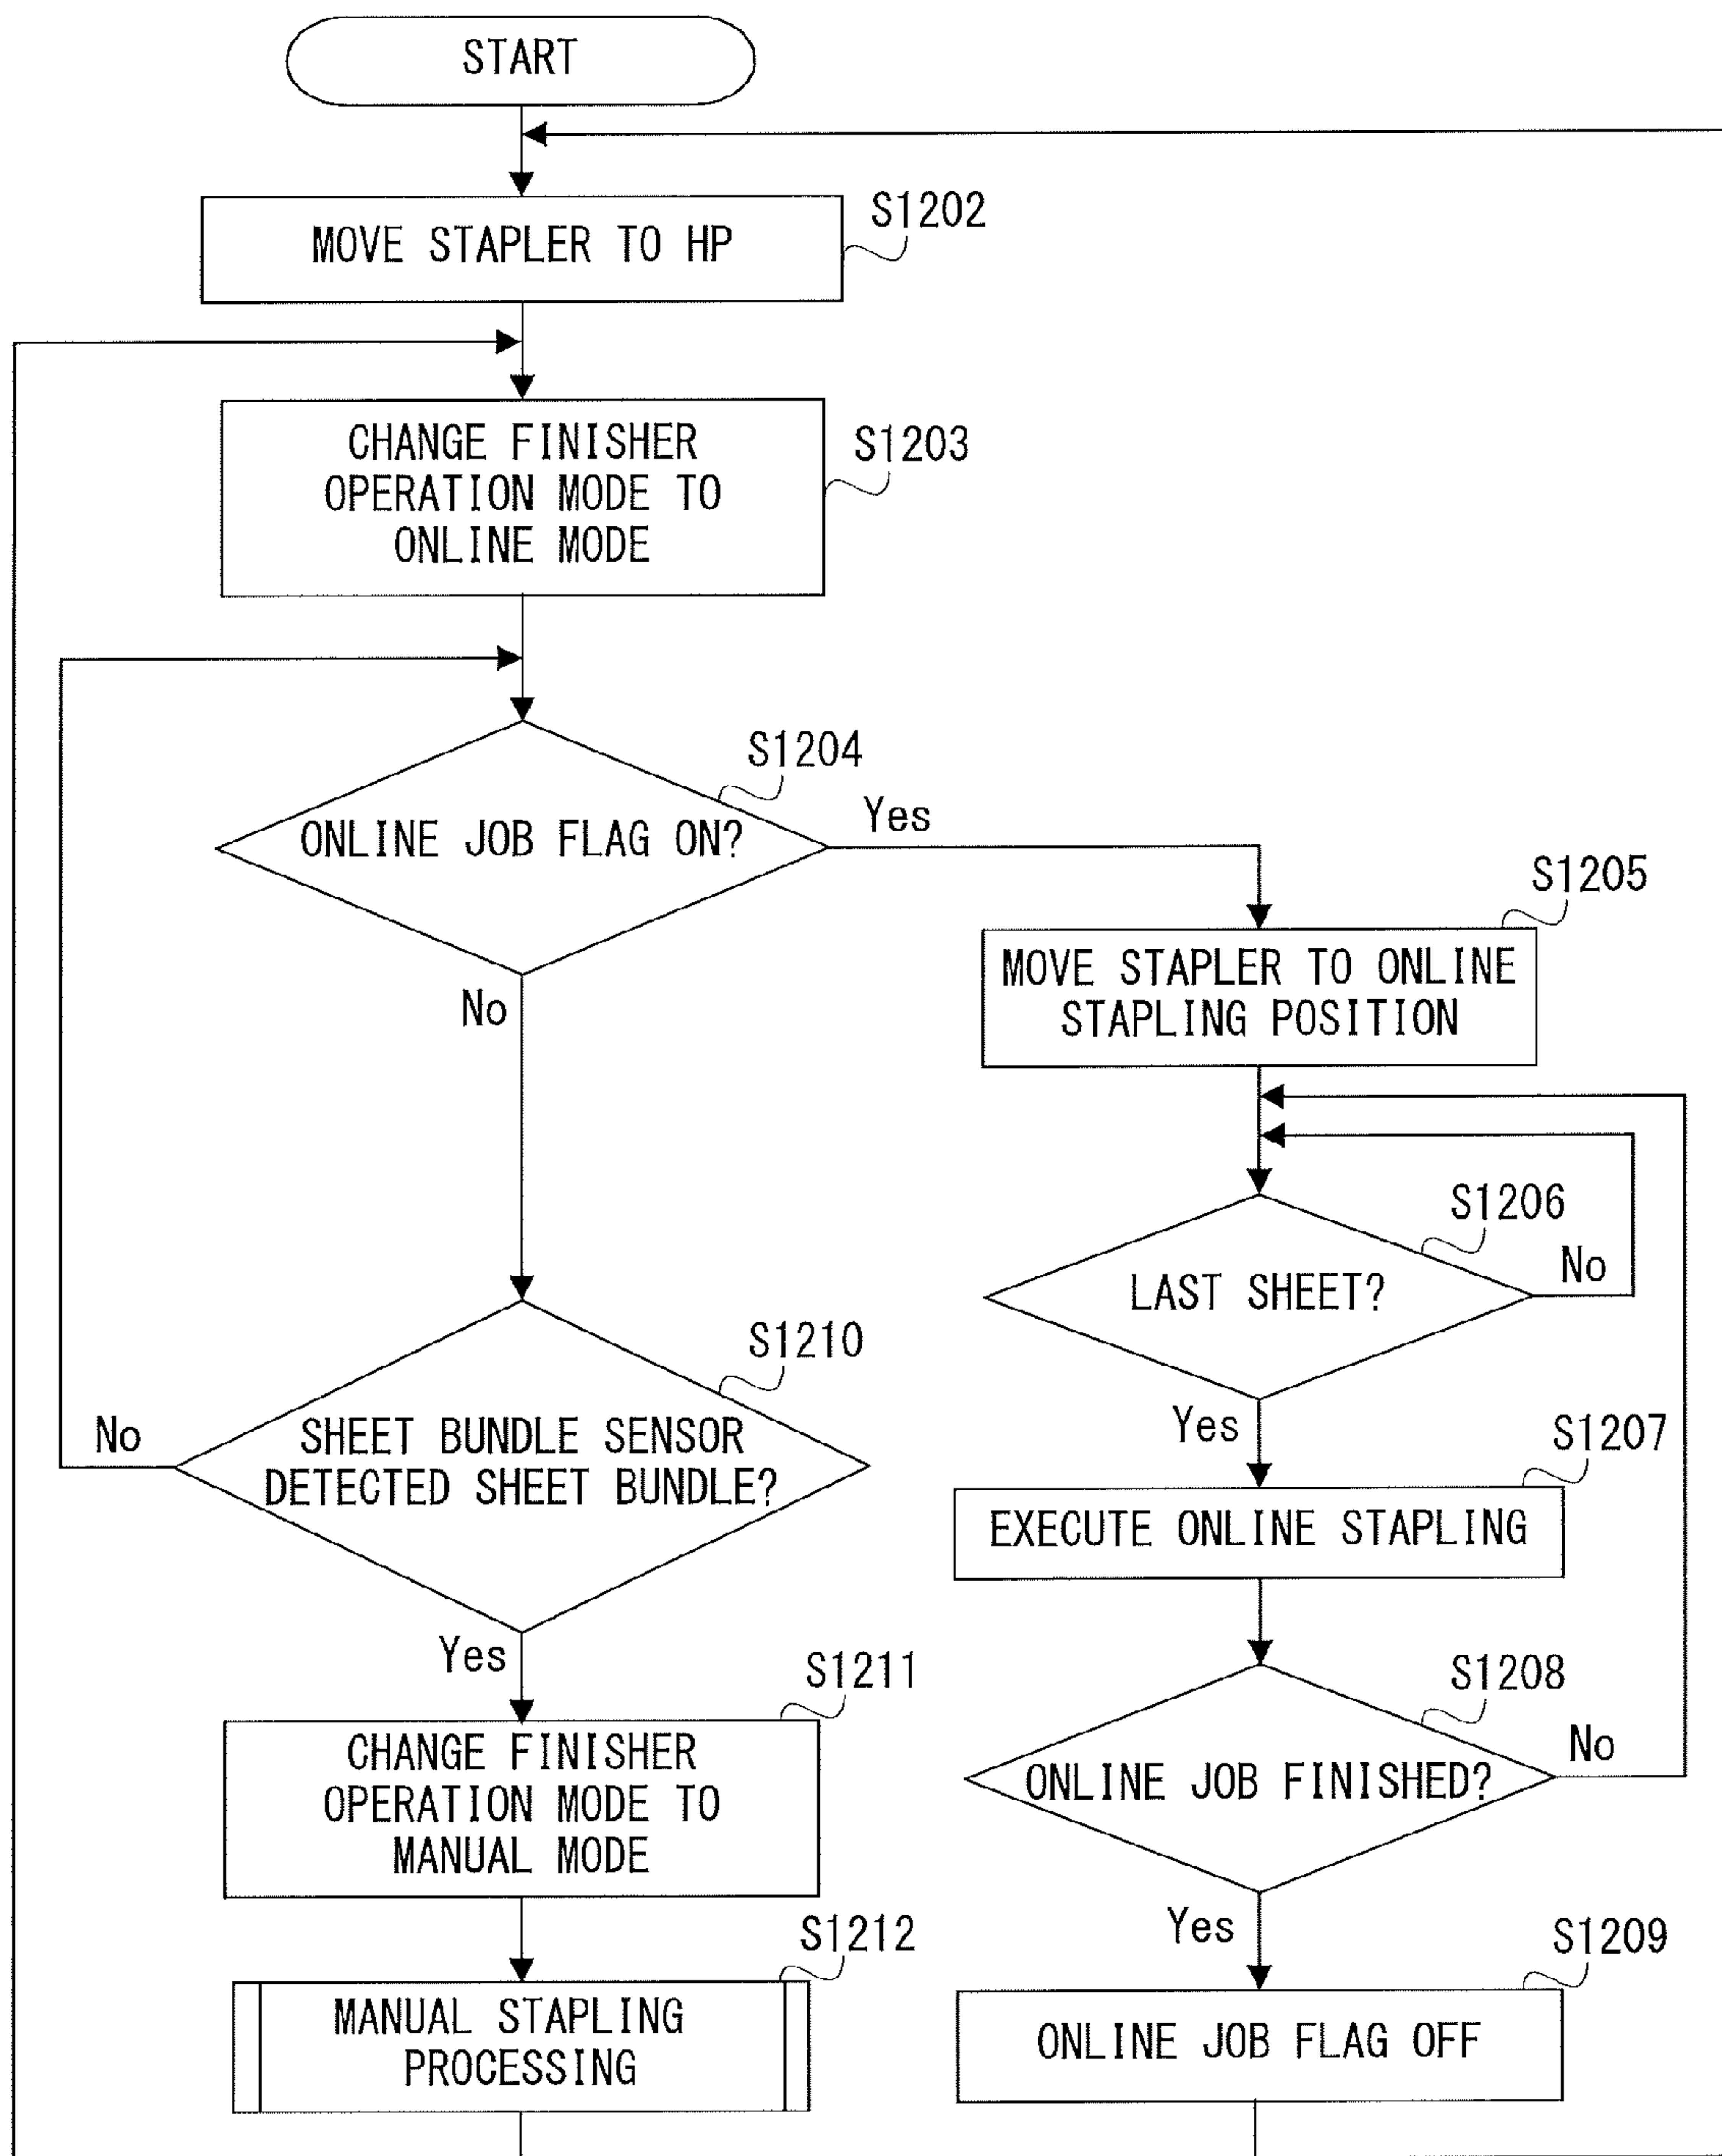 START
S1202
MOVE STAPLER TO HP
S1203
CHANGE FINISHER
OPERATION MODE TO
ONLINE MODE
S1204
ONLINE JOB FLAG ON?
Yes
No
S1205
MOVE STAPLER TO ONLINE
STAPLING POSITION
S1206
LAST SHEET?
No
Yes
S1207
EXECUTE ONLINE STAPLING
S1208
ONLINE JOB FINISHED?
No
Yes
S1209
ONLINE JOB FLAG OFF
S1210
SHEET BUNDLE SENSOR
DETECTED SHEET BUNDLE?
No
Yes
S1211
CHANGE FINISHER
OPERATION MODE TO
MANUAL MODE
S1212
MANUAL STAPLING
PROCESSING